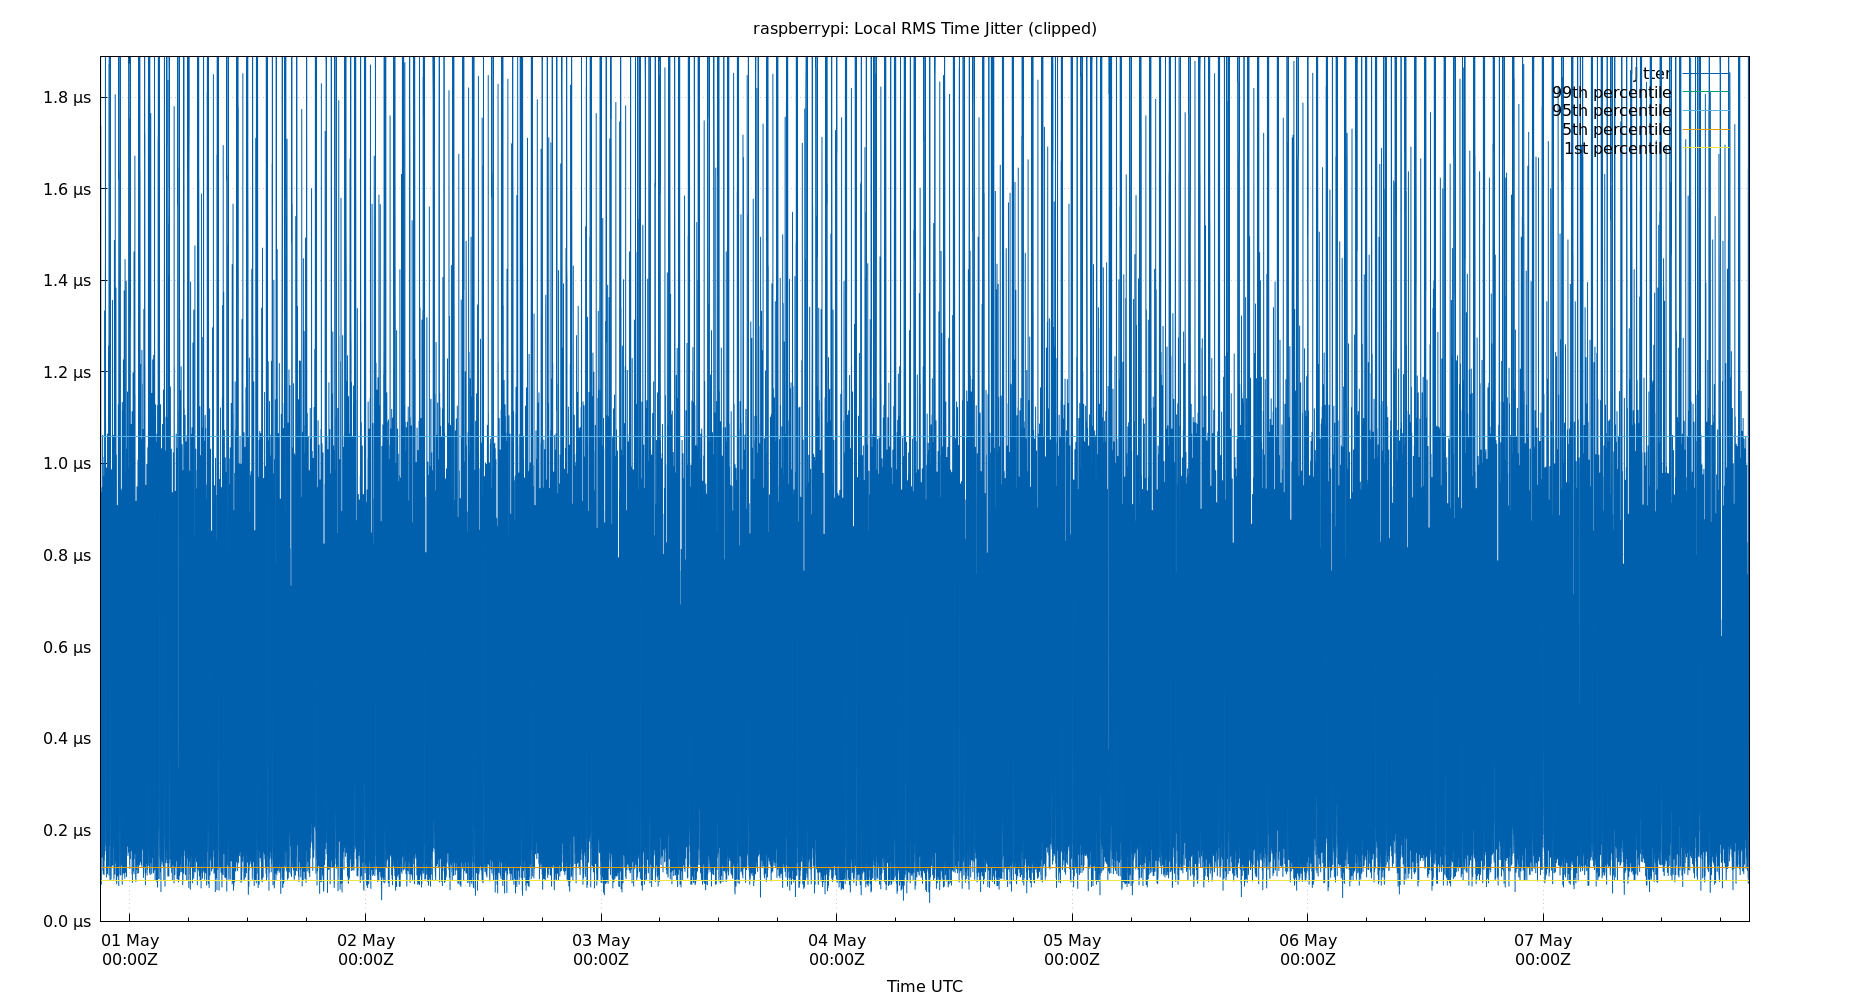 raspberrypi: Local RMS Time Jitter (clipped)
Jitter
99th percentile
95th percentile
5th percentile
1st percentile
1.8 µs
1.6 µs
1.4 µs
1.2 µs
1.0 µs
0.8 µs
0.6 µs
0.4 µs
0.2 µs
0.0 µs
01 May 02 May 03 May 04 May 05 May 06 May 07 May
00:00Z 00:00Z 00:00Z 00:00Z 00:00Z 00:00Z 00:00Z
Time UTC